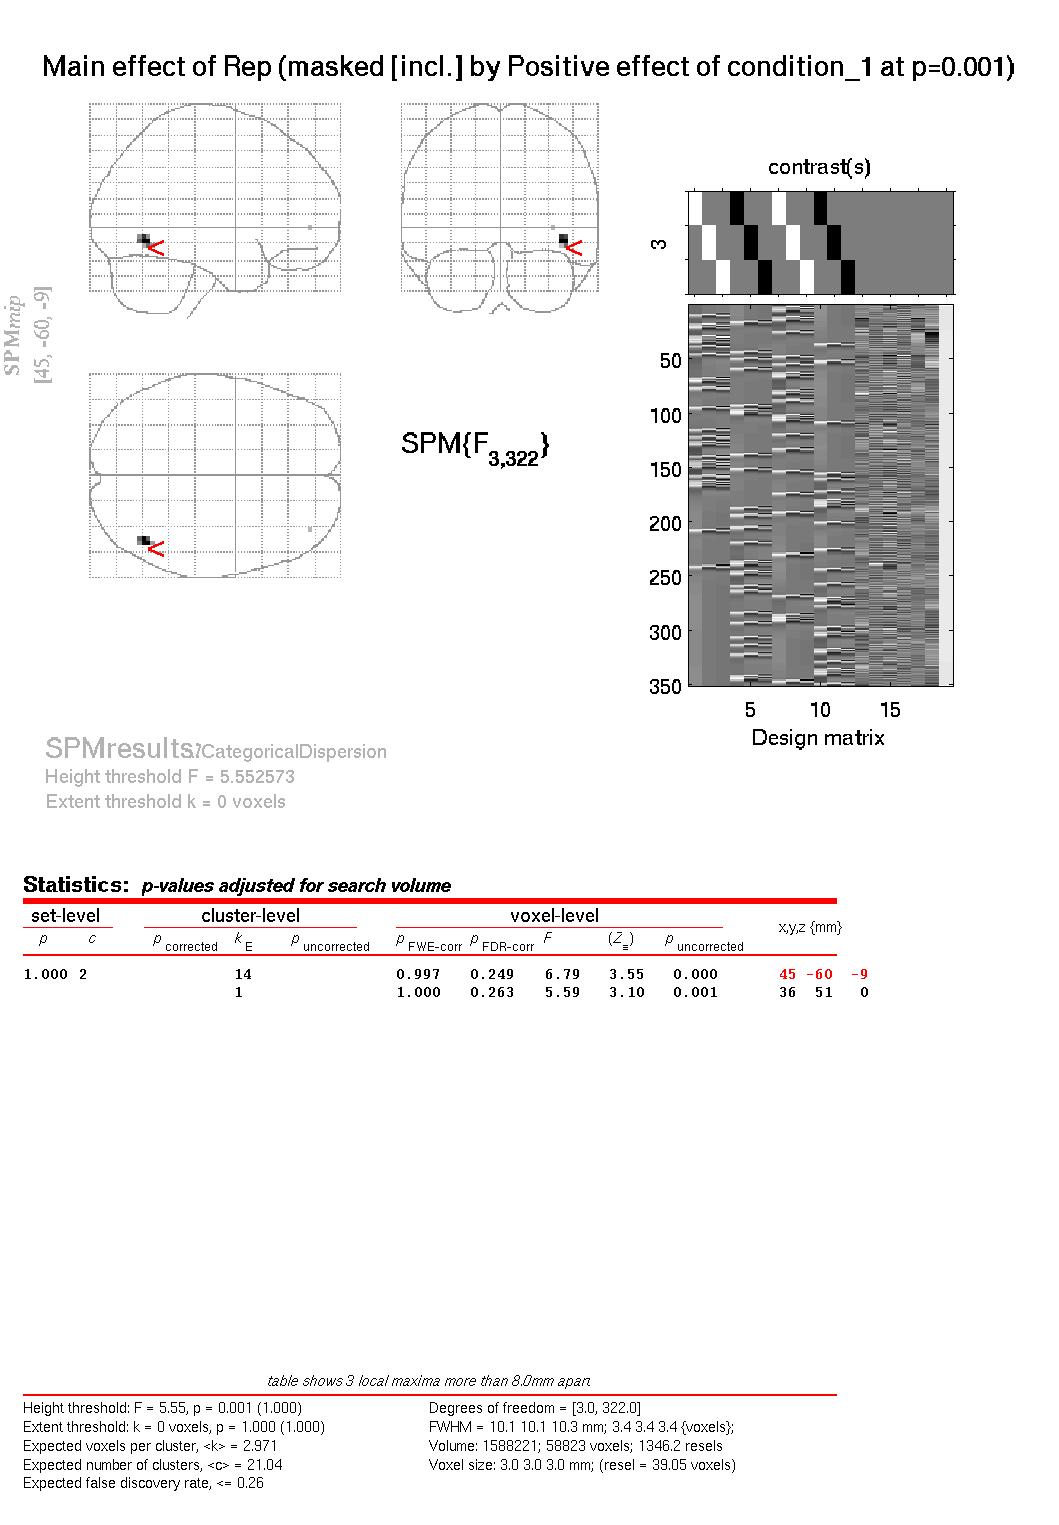 Main effect of Rep (masked [incl.] by Positive effect of condition_1 at p=0.001)
SPMmip
[45, -60, -9]
<
<
<
SPM{F3,322}
contrast(s)
3
50
100
150
200
250
300
350
5 10 15
Design matrix
SPMresults:./CategoricalDispersion
Height threshold F = 5.552573
Extent threshold k = 0 voxels
Statistics: p-values adjusted for search volume
set-level cluster-level voxel-level x,y,z {mm}
p c p corrected k E p uncorrected p FWE-corr p FDR-corr F (Z≡) p uncorrected
1.000 2 14 0.997 0.249 6.79 3.55 0.000 45 -60 -9
1 1.000 0.263 5.59 3.10 0.001 36 51 0
table shows 3 local maxima more than 8.0mm apart
Height threshold: F = 5.55, p = 0.001 (1.000)
Extent threshold: k = 0 voxels, p = 1.000 (1.000)
Expected voxels per cluster, <k> = 2.971
Expected number of clusters, <c> = 21.04
Expected false discovery rate, <= 0.26
Degrees of freedom = [3.0, 322.0]
FWHM = 10.1 10.1 10.3 mm; 3.4 3.4 3.4 {voxels};
Volume: 1588221; 58823 voxels; 1346.2 resels
Voxel size: 3.0 3.0 3.0 mm; (resel = 39.05 voxels)